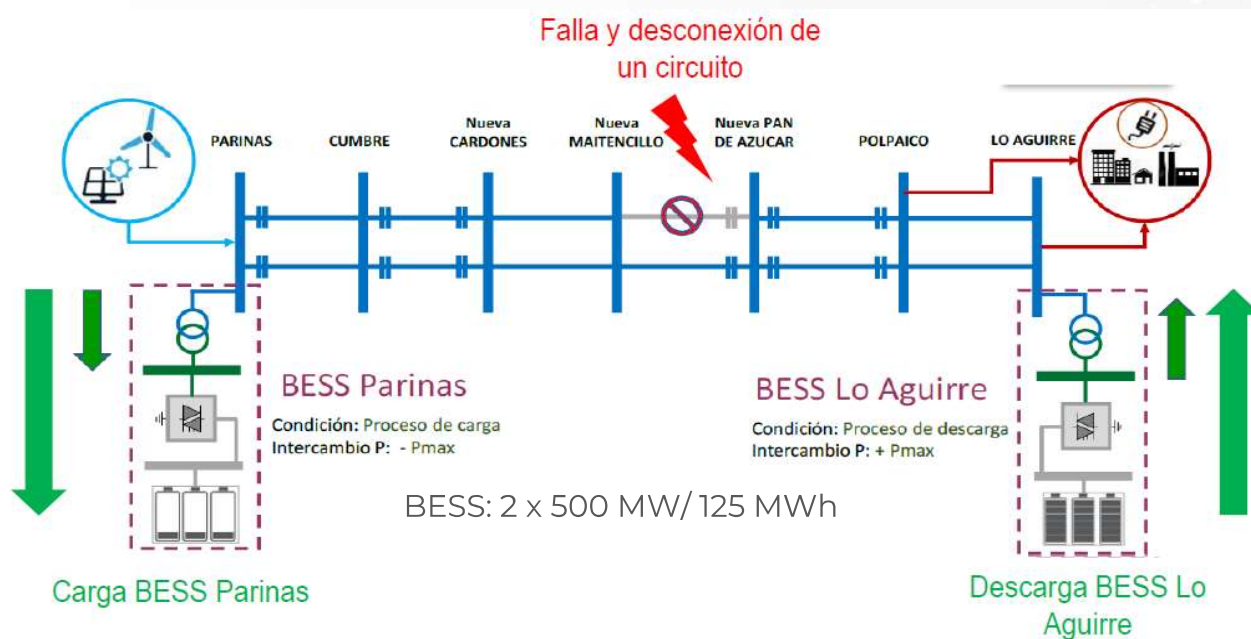 Falla y desconexión de
un circuito
PARINAS
CUMBRE
Nueva
CARDONES
Nueva
MAITENCILLO
Nueva PAN
DE AZUCAR
POLPAICO
LO AGUIRRE
BESS Parinas
Condición: Proceso de carga
Intercambio P: - Pmax
BESS Lo Aguirre
Condición: Proceso de descarga
Intercambio P: + Pmax
BESS: 2 x 500 MW/ 125 MWh
Carga BESS Parinas
Descarga BESS Lo
Aguirre